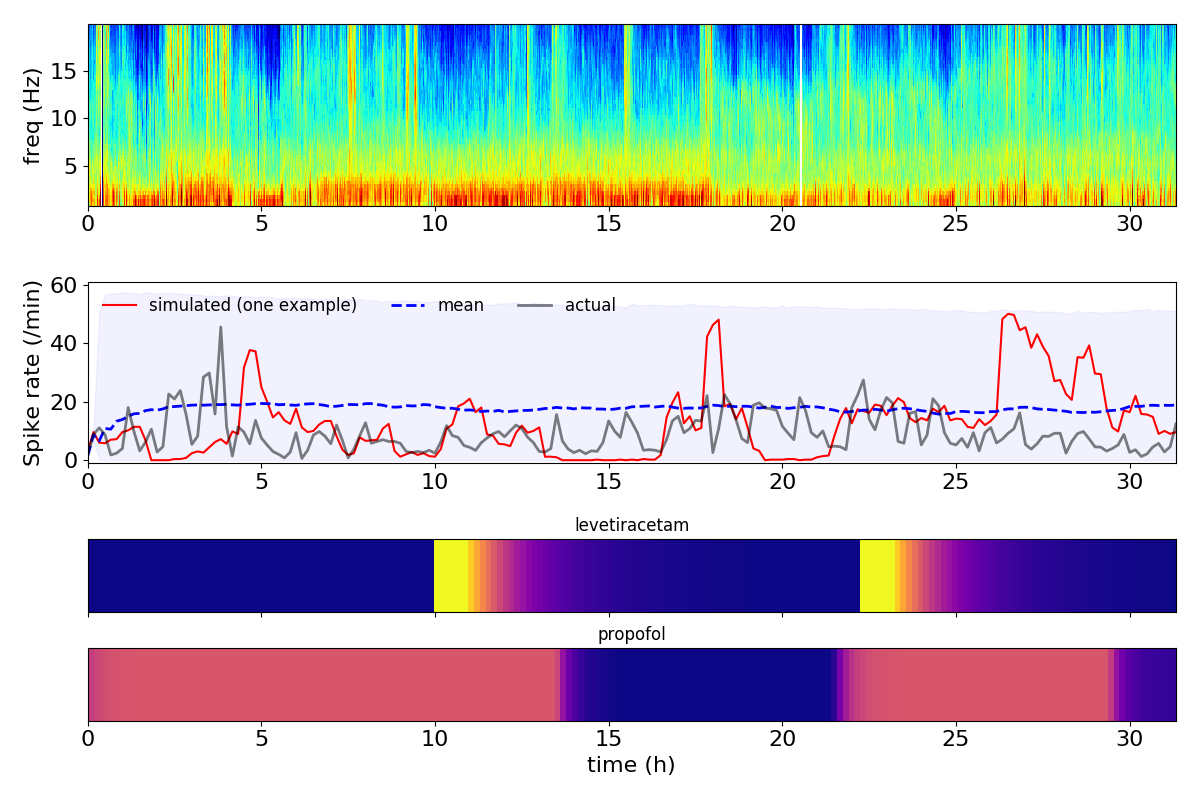 freq (Hz)
15
10
5
0 5 10 15 20 25 30
Spike rate (/min)
60
40
20
0
simulated (one example) mean actual
0 5 10 15 20 25 30
levetiracetam
propofol
0 5 10 15 20 25 30
time (h)